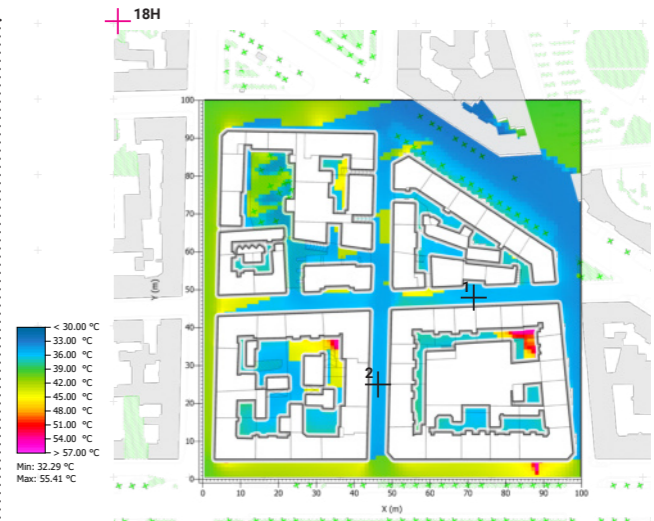 18H
100
90
80
70
60
50
40
30
20
10
0
Y (m)
0 10 20 30 40 50 60 70 80 90 100
X (m)
1
2
< 30.00 °C
33.00 °C
36.00 °C
39.00 °C
42.00 °C
45.00 °C
48.00 °C
51.00 °C
54.00 °C
> 57.00 °C
Min: 32.29 °C
Max: 55.41 °C